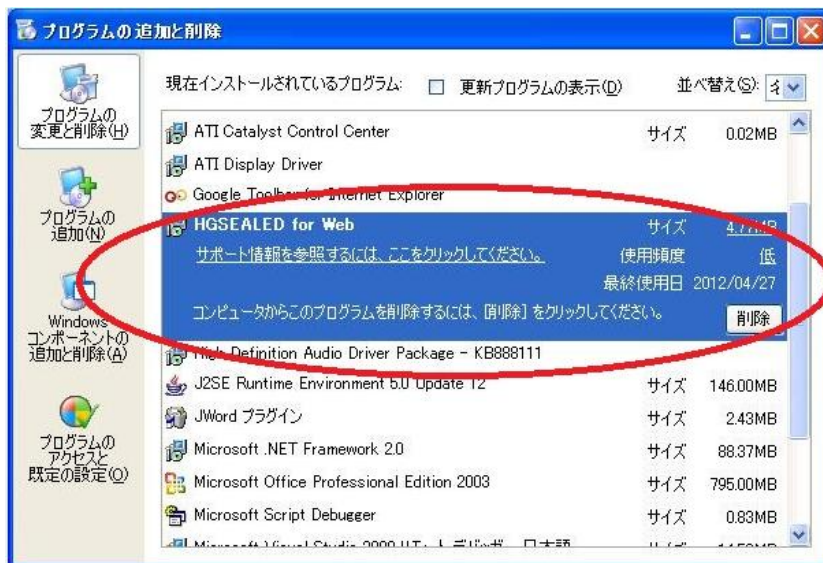 プログラムの追加と削除
プログラムの
変更と削除(H)
プログラムの
追加(N)
Windows
コンポーネントの
追加と削除(A)
プログラムの
アクセスと
既定の設定(O)
現在インストールされているプログラム: 更新プログラムの表示(D) 並べ替え(S):
ATI Catalyst Control Center サイズ 0.02MB
ATI Display Driver
Google Toolbar for Internet Explorer
HGSEALED for Web サイズ 4.77MB
サポート情報を参照するには、ここをクリックしてください。 使用頻度 低
最終使用日 2012/04/27
コンピュータからこのプログラムを削除するには、[削除] をクリックしてください。 削除
High Definition Audio Driver Package - KB888111
J2SE Runtime Environment 5.0 Update 12 サイズ 146.00MB
JWord プラグイン サイズ 2.43MB
Microsoft .NET Framework 2.0 サイズ 88.37MB
Microsoft Office Professional Edition 2003 サイズ 795.00MB
Microsoft Script Debugger サイズ 0.83MB